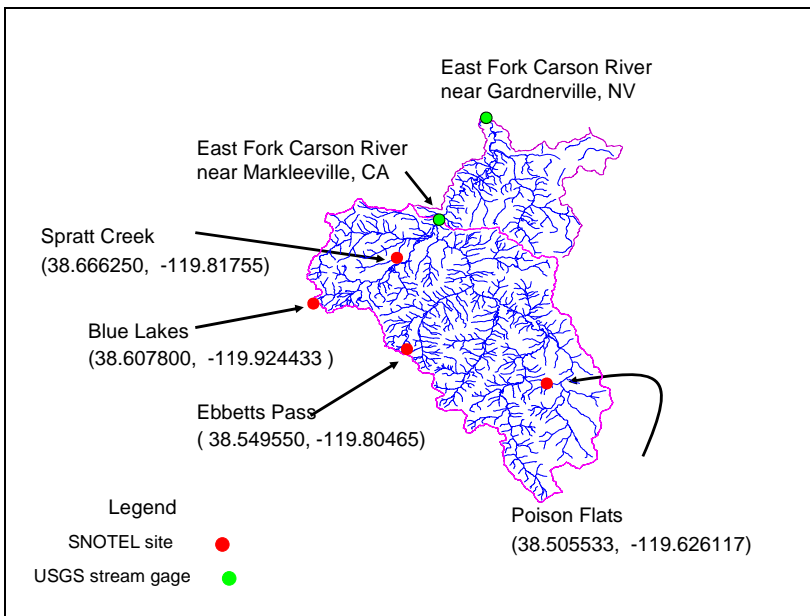 East Fork Carson River
near Gardnerville, NV
East Fork Carson River
near Markleeville, CA
Spratt Creek
(38.666250, -119.81755)
Blue Lakes
(38.607800, -119.924433 )
Ebbetts Pass
( 38.549550, -119.80465)
Poison Flats
(38.505533, -119.626117)
Legend
SNOTEL site
USGS stream gage